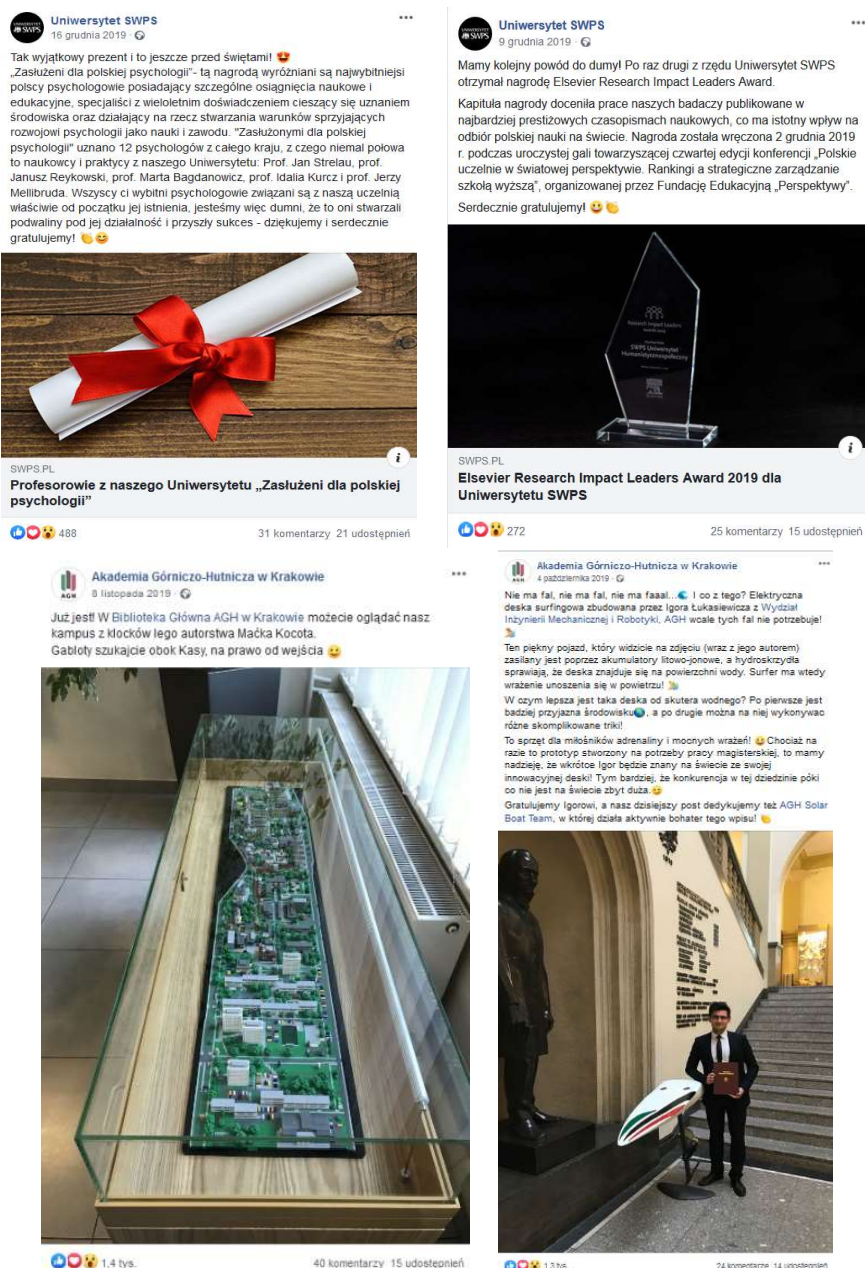 Uniwersytet SWPS
16 grudnia 2019
Tak wyjątkowy prezent i to jeszcze przed świętami! 😍
„Zasłużeni dla polskiej psychologii"- tą nagrodą wyróżniani są najwybitniejsi
polscy psychologowie posiadający szczególne osiągnięcia naukowe i
edukacyjne, specjaliści z wieloletnim doświadczeniem cieszący się uznaniem
środowiska oraz działający na rzecz stwarzania warunków sprzyjających
rozwojowi psychologii jako nauki i zawodu. "Zasłużonymi dla polskiej
psychologii" uznano 12 psychologów z całego kraju, z czego niemal połowa
to naukowcy i praktycy z naszego Uniwersytetu: Prof. Jan Strelau, prof.
Janusz Reykowski, prof. Marta Bagdanowicz, prof. Idalia Kurcz i prof. Jerzy
Mellibruda. Wszyscy ci wybitni psychologowie związani są z naszą uczelnią
właściwie od początku jej istnienia, jesteśmy więc dumni, że to oni stwarzali
podwaliny pod jej działalność i przyszły sukces - dziękujemy i serdecznie
gratulujemy! 👏😊
SWPS.PL
Profesorowie z naszego Uniwersytetu „Zasłużeni dla polskiej
psychologii"
488
31 komentarzy 21 udostępnień
Uniwersytet SWPS
9 grudnia 2019
Mamy kolejny powód do dumy! Po raz drugi z rzędu Uniwersytet SWPS
otrzymał nagrodę Elsevier Research Impact Leaders Award.
Kapituła nagrody doceniła prace naszych badaczy publikowane w
najbardziej prestiżowych czasopismach naukowych, co ma istotny wpływ na
odbiór polskiej nauki na świecie. Nagroda została wręczona 2 grudnia 2019
r. podczas uroczystej gali towarzyszącej czwartej edycji konferencji „Polskie
uczelnie w światowej perspektywie. Rankingi a strategiczne zarządzanie
szkołą wyższą", organizowanej przez Fundację Edukacyjną „Perspektywy".
Serdecznie gratulujemy! 😃👏
Research Impact Leaders
SWPS Uniwersytet
Humanistycznospołeczny
SWPS.PL
Elsevier Research Impact Leaders Award 2019 dla
Uniwersytetu SWPS
272
25 komentarzy 15 udostępnień
AGH
Akademia Górniczo-Hutnicza w Krakowie
8 listopada 2019
Już jest! W Biblioteka Główna AGH w Krakowie możecie oglądać nasz
kampus z klocków lego autorstwa Maćka Kocota.
Gabloty szukajcie obok Kasy, na prawo od wejścia 😀
1,4 tys.
40 komentarzy 15 udostępnień
AGH
Akademia Górniczo-Hutnicza w Krakowie
4 października 2019
Nie ma fal, nie ma fal, nie ma faaal...🌊 I co z tego? Elektryczna
deska surfingowa zbudowana przez Igora Łukasiewicza z Wydział
Inżynierii Mechanicznej i Robotyki, AGH wcale tych fal nie potrzebuje!
🏄
Ten piękny pojazd, który widzicie na zdjęciu (wraz z jego autorem)
zasilany jest poprzez akumulatory litowo-jonowe, a hydroskrzydła
sprawiają, że deska znajduje się na powierzchni wody. Surfer ma wtedy
wrażenie unoszenia się w powietrzu! 🏄
W czym lepsza jest taka deska od skutera wodnego? Po pierwsze jest
badziej przyjazna środowisku🌍, a po drugie można na niej wykonywac
różne skomplikowane triki!
To sprzęt dla miłośników adrenaliny i mocnych wrażeń! 😀 Chociaż na
razie to prototyp stworzony na potrzeby pracy magisterskiej, to mamy
nadzieję, że wkrótce Igor będzie znany na świecie ze swojej
innowacyjnej deski! Tym bardziej, że konkurencja w tej dziedzinie póki
co nie jest na świecie zbyt duża.😏
Gratulujemy Igorowi, a nasz dzisiejszy post dedykujemy też AGH Solar
Boat Team, w której działa aktywnie bohater tego wpisu! 👏
1,3 tys.
24 komentarze 14 udostępnień